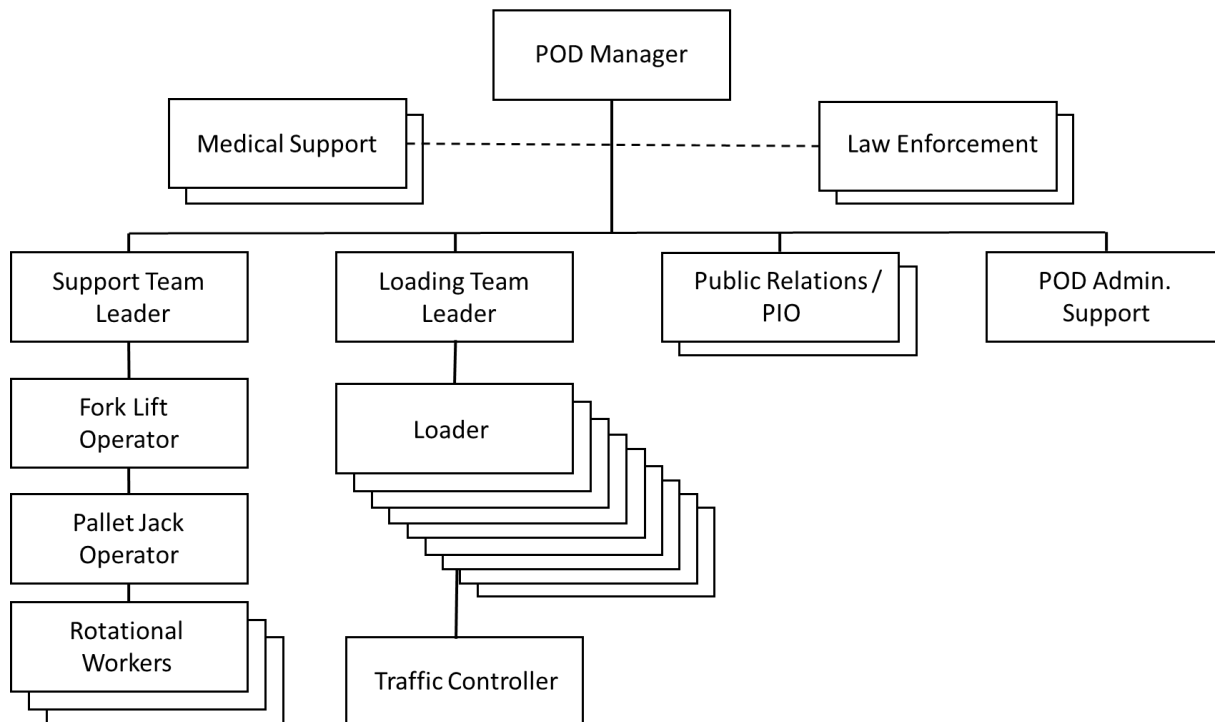 POD Manager
Medical Support
Law Enforcement
Support Team
Leader
Loading Team
Leader
Public Relations /
PIO
POD Admin.
Support
Fork Lift
Operator
Loader
Pallet Jack
Operator
Rotational
Workers
Traffic Controller